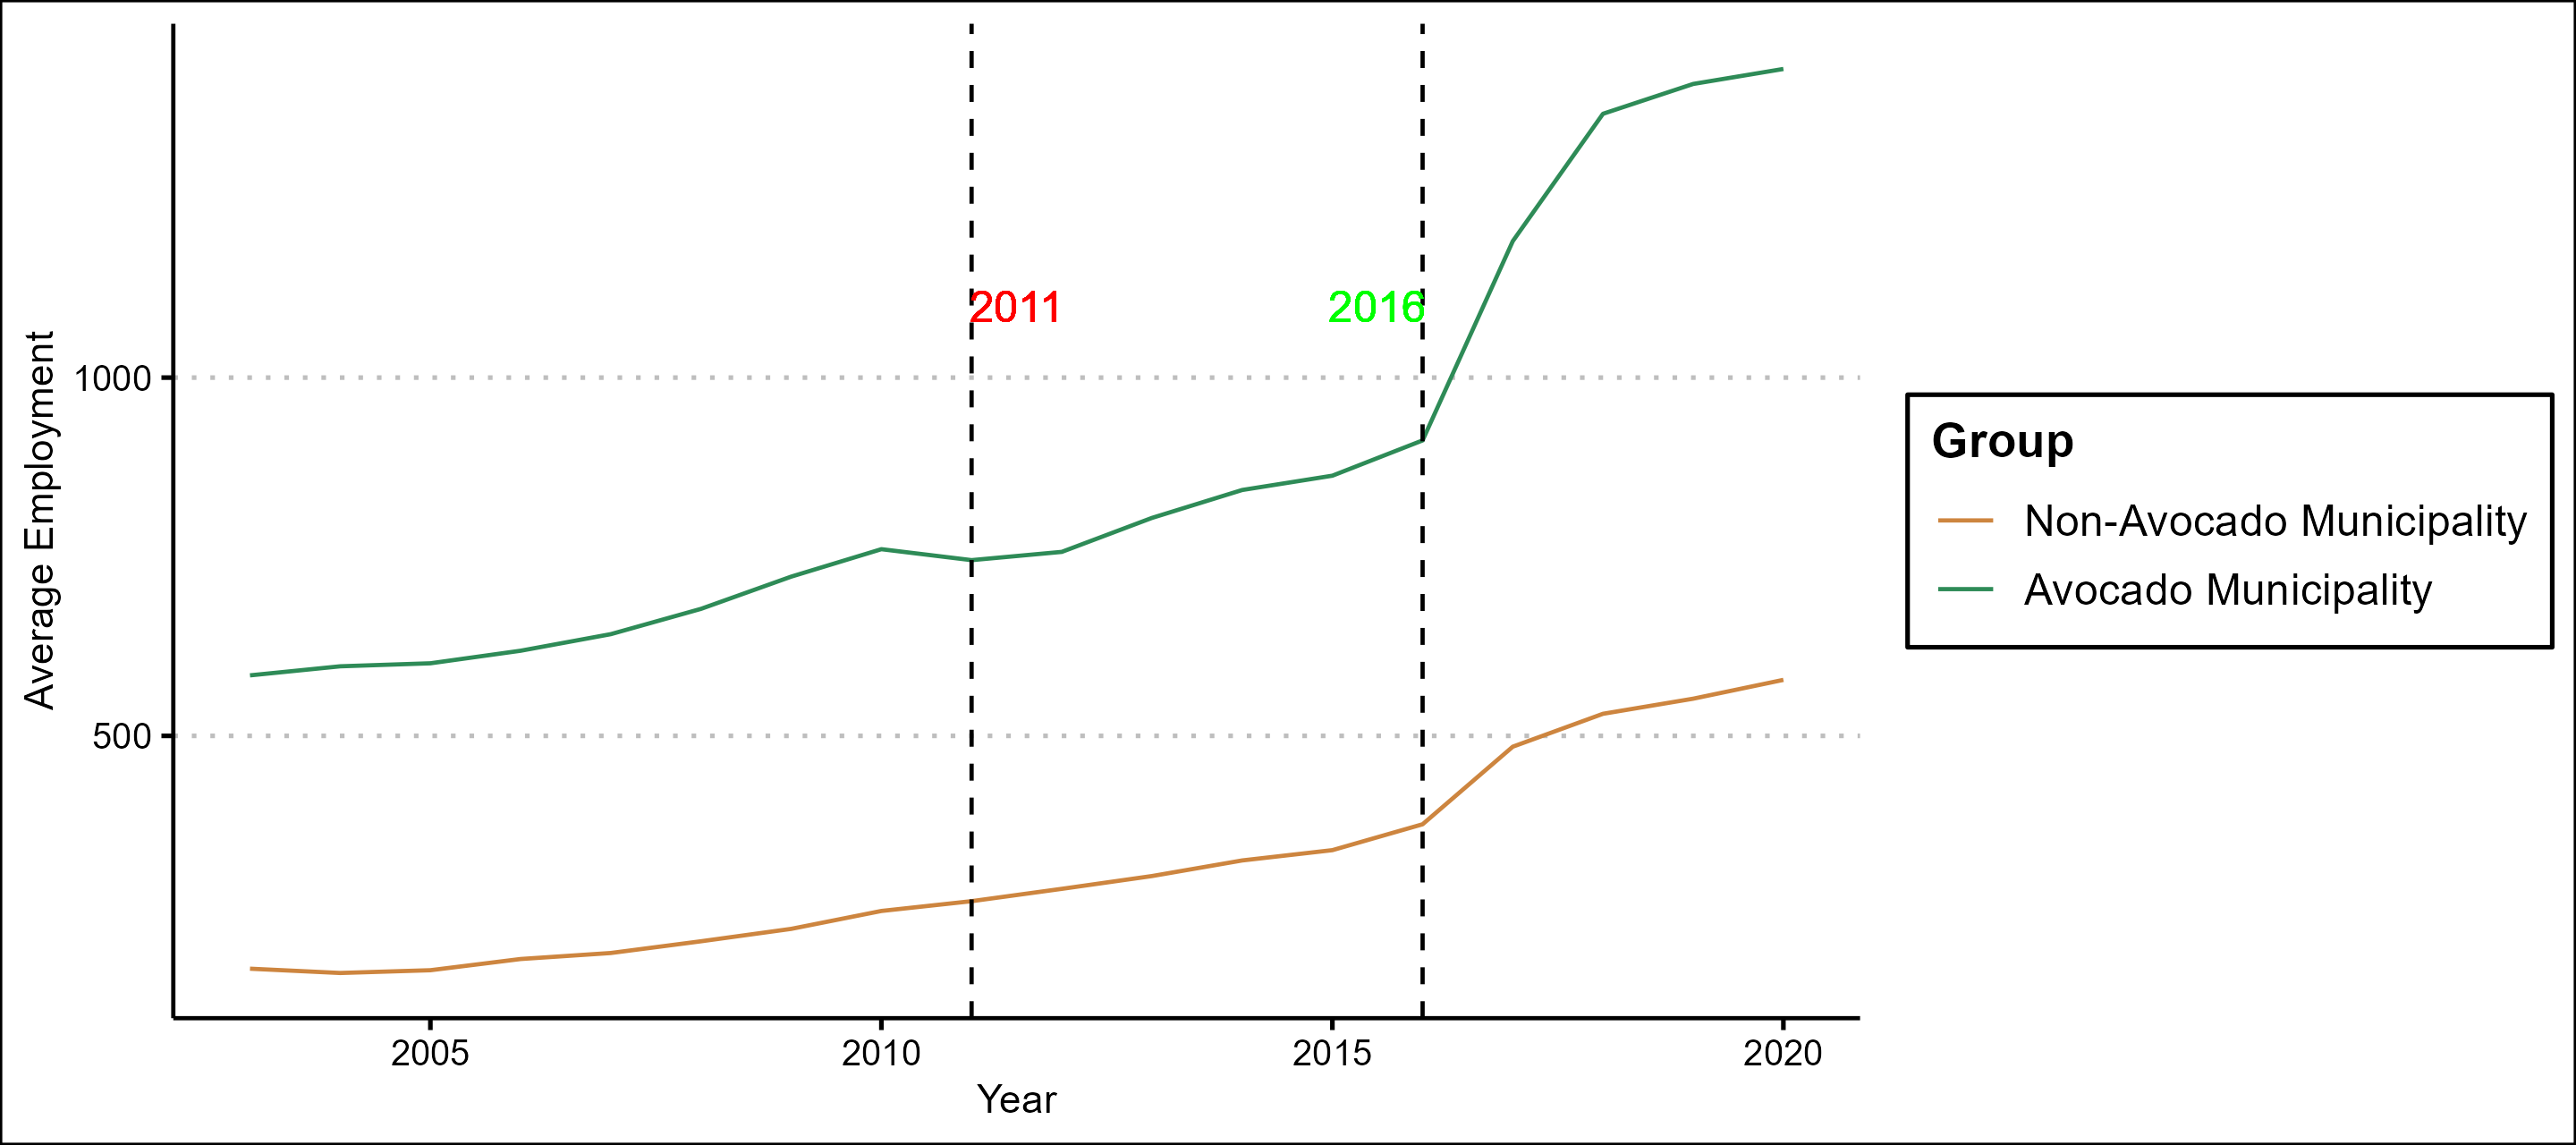 2011
2016
1000
500
Average Employment
2005
2010
2015
2020
Year
Group
Non-Avocado Municipality
Avocado Municipality